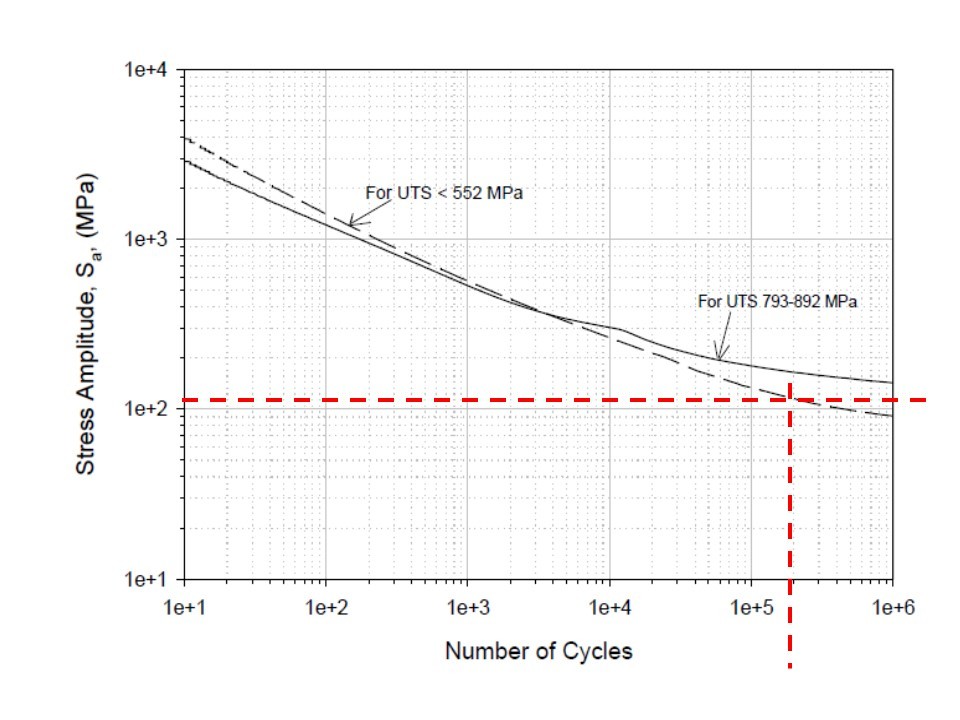 1e+4
For UTS < 552 MPa
1e+3
For UTS 793-892 MPa
1e+2
1e+1
Stress Amplitude, Sa, (MPa)
1e+1 1e+2 1e+3 1e+4 1e+5 1e+6
Number of Cycles